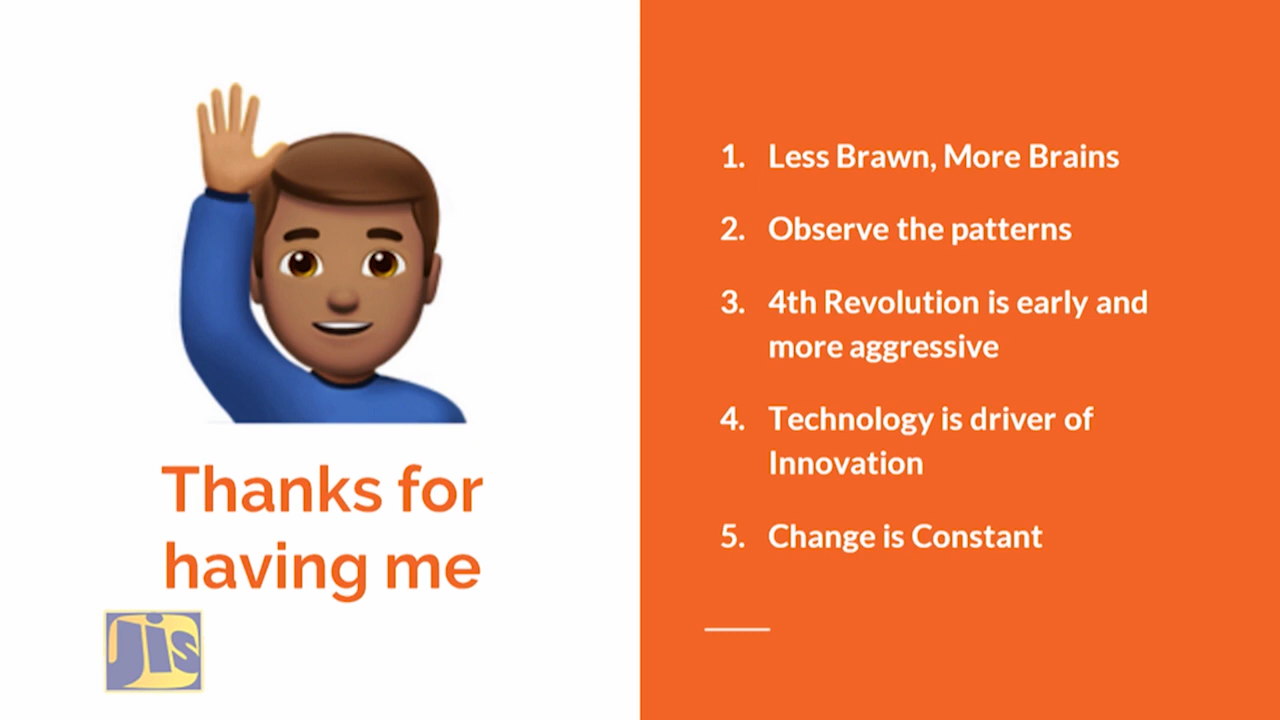 Thanks for
having me
Jis
1. Less Brawn, More Brains
2. Observe the patterns
3. 4th Revolution is early and
more aggressive
4. Technology is driver of
Innovation
5. Change is Constant